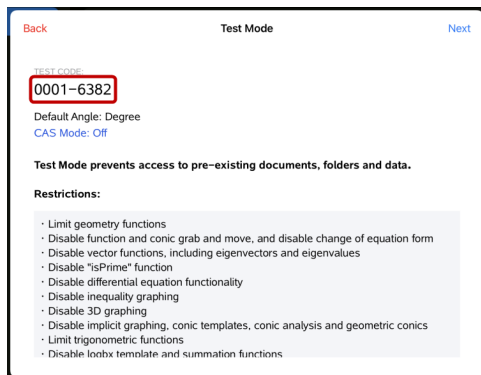 Back Test Mode Next
TEST CODE:
0001-6382
Default Angle: Degree
CAS Mode: Off
Test Mode prevents access to pre-existing documents, folders and data.
Restrictions:
· Limit geometry functions
· Disable function and conic grab and move, and disable change of equation form
· Disable vector functions, including eigenvectors and eigenvalues
· Disable "isPrime" function
· Disable differential equation functionality
· Disable inequality graphing
· Disable 3D graphing
· Disable implicit graphing, conic templates, conic analysis and geometric conics
· Limit trigonometric functions
· Disable logbx template and summation functions